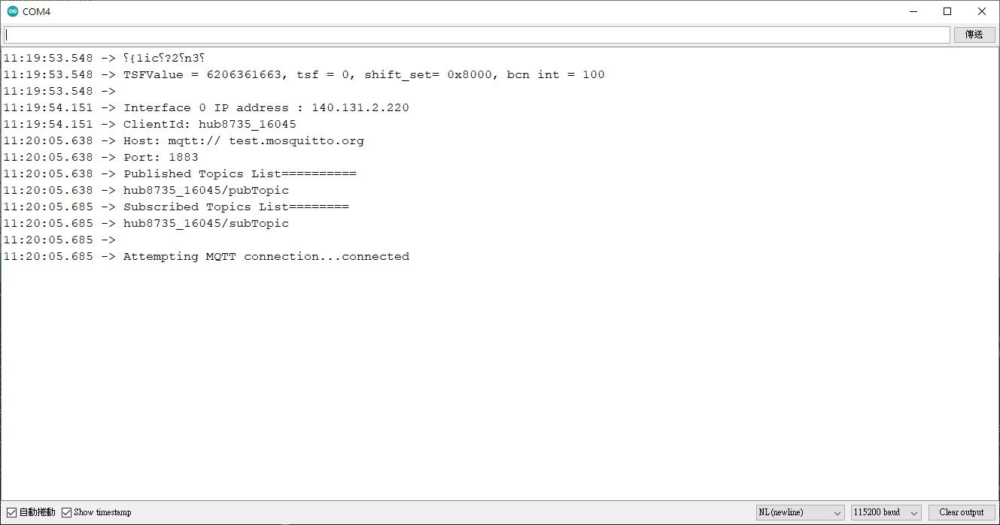 COM4
傳送
11:19:53.548 -> ⸮{1ic⸮?2⸮n3⸮
11:19:53.548 -> TSFValue = 6206361663, tsf = 0, shift_set= 0x8000, bcn int = 100
11:19:53.548 ->
11:19:54.151 -> Interface 0 IP address : 140.131.2.220
11:19:54.151 -> ClientId: hub8735_16045
11:20:05.638 -> Host: mqtt:// test.mosquitto.org
11:20:05.638 -> Port: 1883
11:20:05.638 -> Published Topics List==========
11:20:05.638 -> hub8735_16045/pubTopic
11:20:05.685 -> Subscribed Topics List========
11:20:05.685 -> hub8735_16045/subTopic
11:20:05.685 ->
11:20:05.685 -> Attempting MQTT connection...connected
自動捲動 Show timestamp NL(newline) 115200 baud Clear output